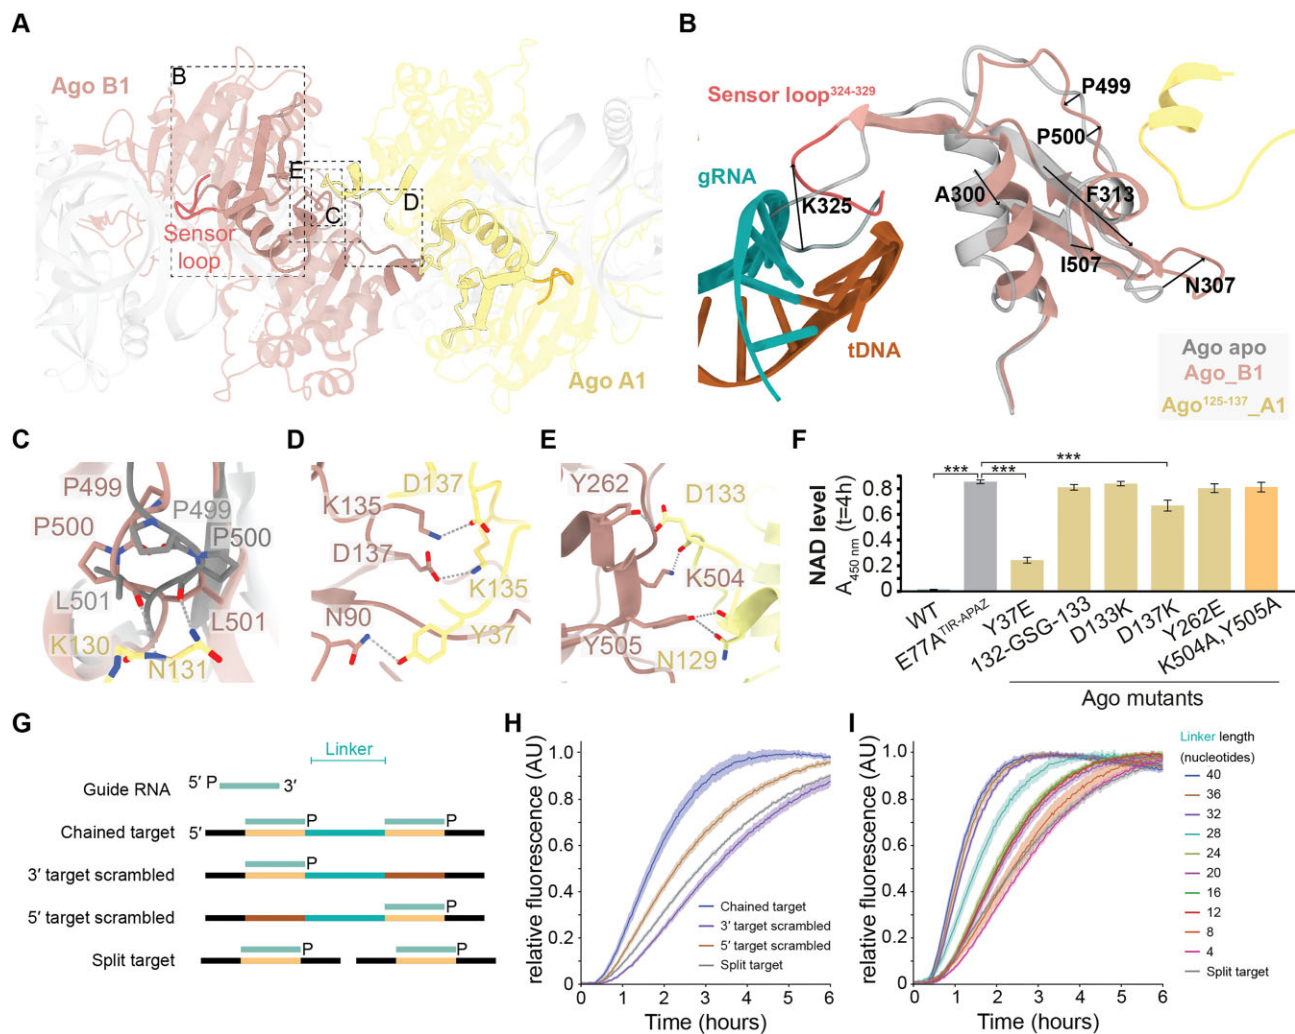 A
Ago B1
B
E
C
D
Sensor
loop
Ago A1
B
Sensor loop324-329
gRNA
K325
tDNA
A300
P499
P500
F313
I507
N307
Ago apo
Ago_B1
Ago125-137_A1
C
P499
P499
P500
P500
L501
L501
K130
N131
D
D137
K135
D137
K135
N90
Y37
E
Y262
D133
K504
Y505
N129
F
NAD level
A450 nm (t=4h)
0.8
0.6
0.4
0.2
0
*** *** ***
WT
E77ATIR-APAZ
Y37E
132-GSG-133
D133K
D137K
Y262E
K504A,Y505A
Ago mutants
G
Linker
Guide RNA 5′ P 3′
Chained target 5′ P P
3′ target scrambled P
5′ target scrambled P
Split target P P
H
relative fluorescence (AU)
1.0
0.8
0.6
0.4
0.2
0
Chained target
3′ target scrambled
5′ target scrambled
Split target
0 1 2 3 4 5 6
Time (hours)
I
relative fluorescence (AU)
1.0
0.8
0.6
0.4
0.2
0
0 1 2 3 4 5 6
Time (hours)
Linker length
(nucleotides)
40
36
32
28
24
20
16
12
8
4
Split target